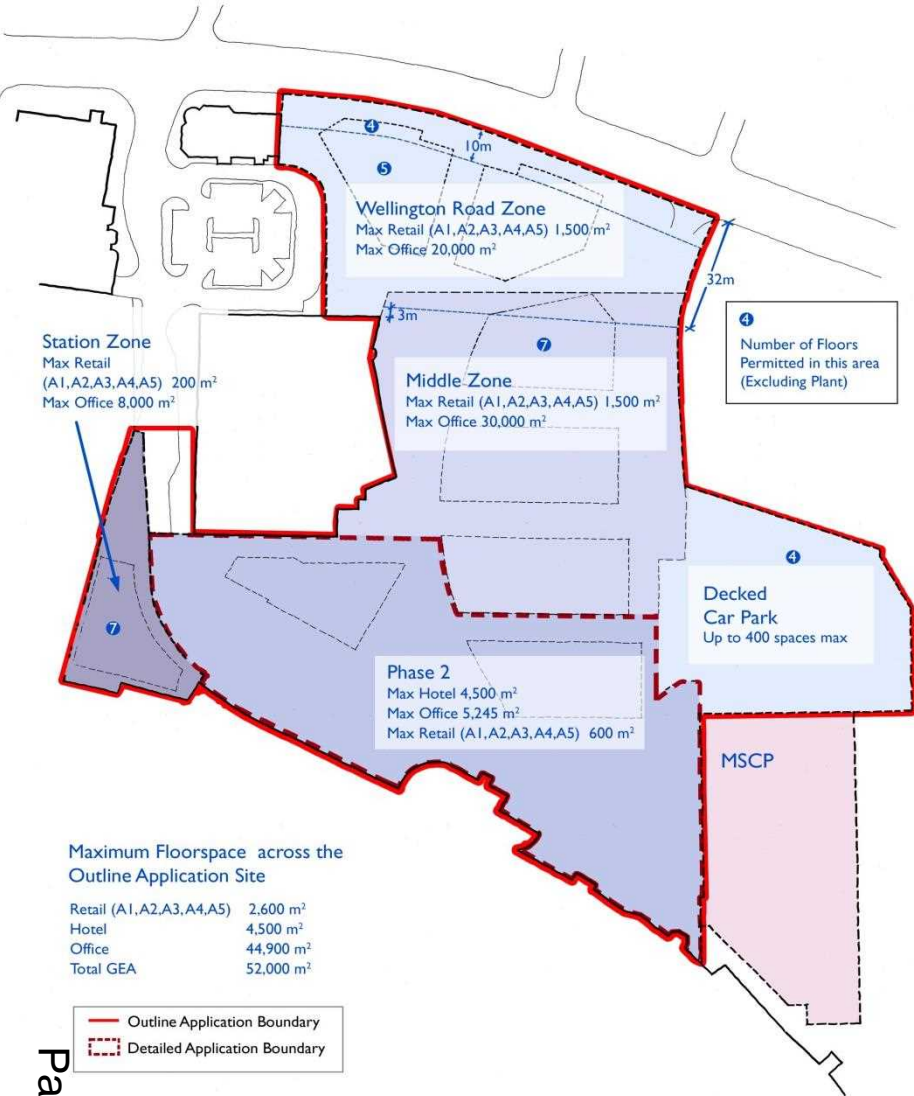 4
10m
5
Wellington Road Zone
Max Retail (A1,A2,A3,A4,A5) 1,500 m²
Max Office 20,000 m²
32m
3m
4
Number of Floors
Permitted in this area
(Excluding Plant)
Station Zone
Max Retail
(A1,A2,A3,A4,A5) 200 m²
Max Office 8,000 m²
7
Middle Zone
Max Retail (A1,A2,A3,A4,A5) 1,500 m²
Max Office 30,000 m²
4
Decked
Car Park
Up to 400 spaces max
7
Phase 2
Max Hotel 4,500 m²
Max Office 5,245 m²
Max Retail (A1,A2,A3,A4,A5) 600 m²
MSCP
Maximum Floorspace across the
Outline Application Site
Retail (A1,A2,A3,A4,A5) 2,600 m²
Hotel 4,500 m²
Office 44,900 m²
Total GEA 52,000 m²
Outline Application Boundary
Detailed Application Boundary
Pa